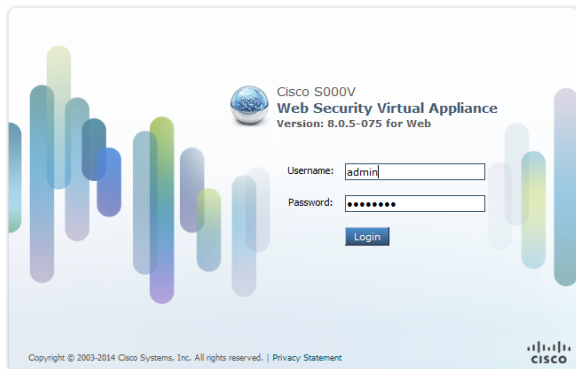 Cisco S000V
Web Security Virtual Appliance
Version: 8.0.5-075 for Web
Username: admin
Password: ••••••••
Login
Copyright © 2003-2014 Cisco Systems, Inc. All rights reserved. | Privacy Statement
CISCO